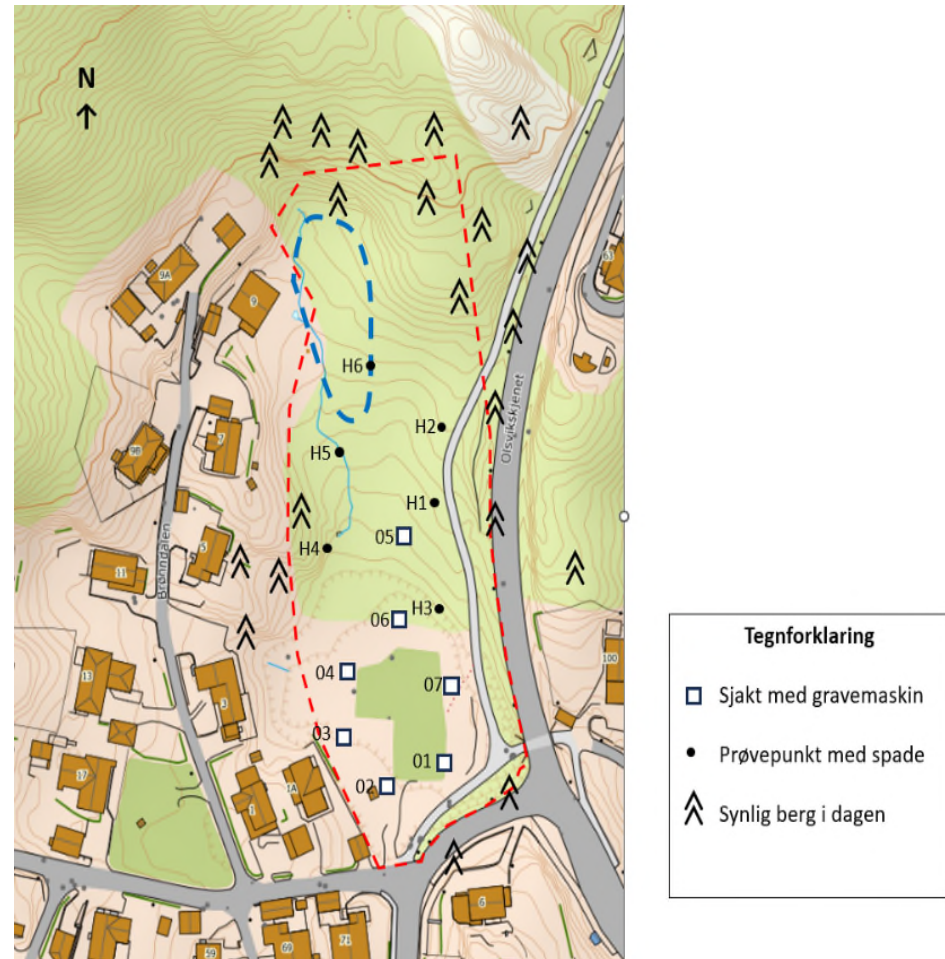 N
63
9A
9
H6
Olsvikskjenet
H2
7
H5
9B
H1
05
H4
5
Brønndalen
11
H3
06
100
04
07
13
3
03
01
02
17
1A
1
6
59
69
71
Tegnforklaring
Sjakt med gravemaskin
Prøvepunkt med spade
Synlig berg i dagen